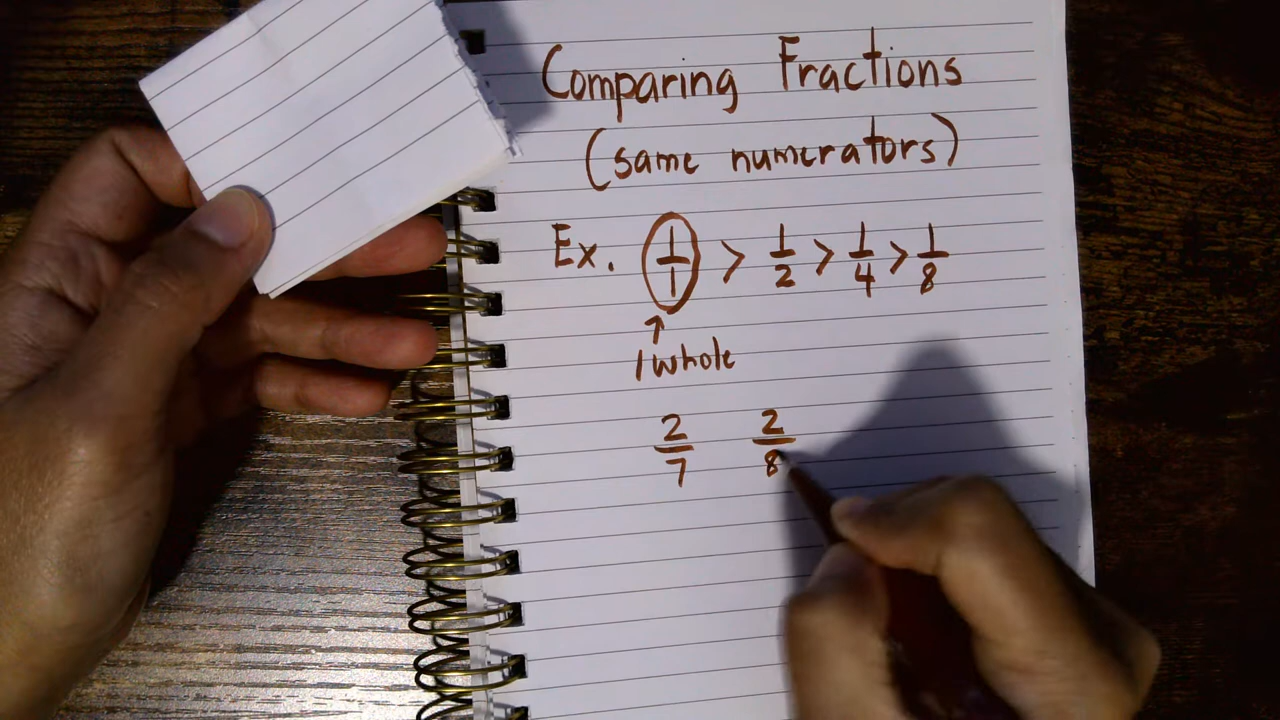 Comparing Fractions
(same numerators)
Ex. 1/1 > 1/2 > 1/4 > 1/8
↑
1 whole
2/7 2/8